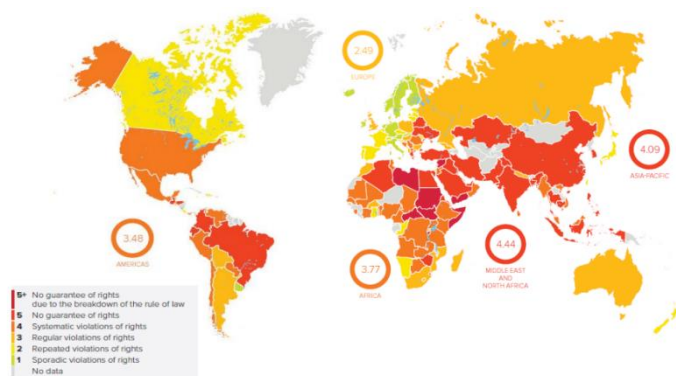 2.49
EUROPE
4.09
ASIA-PACIFIC
3.48
AMERICAS
3.77
AFRICA
4.44
MIDDLE EAST
AND
NORTH AFRICA
5+ No guarantee of rights
due to the breakdown of the rule of law
5 No guarantee of rights
4 Systematic violations of rights
3 Regular violations of rights
2 Repeated violations of rights
1 Sporadic violations of rights
No data